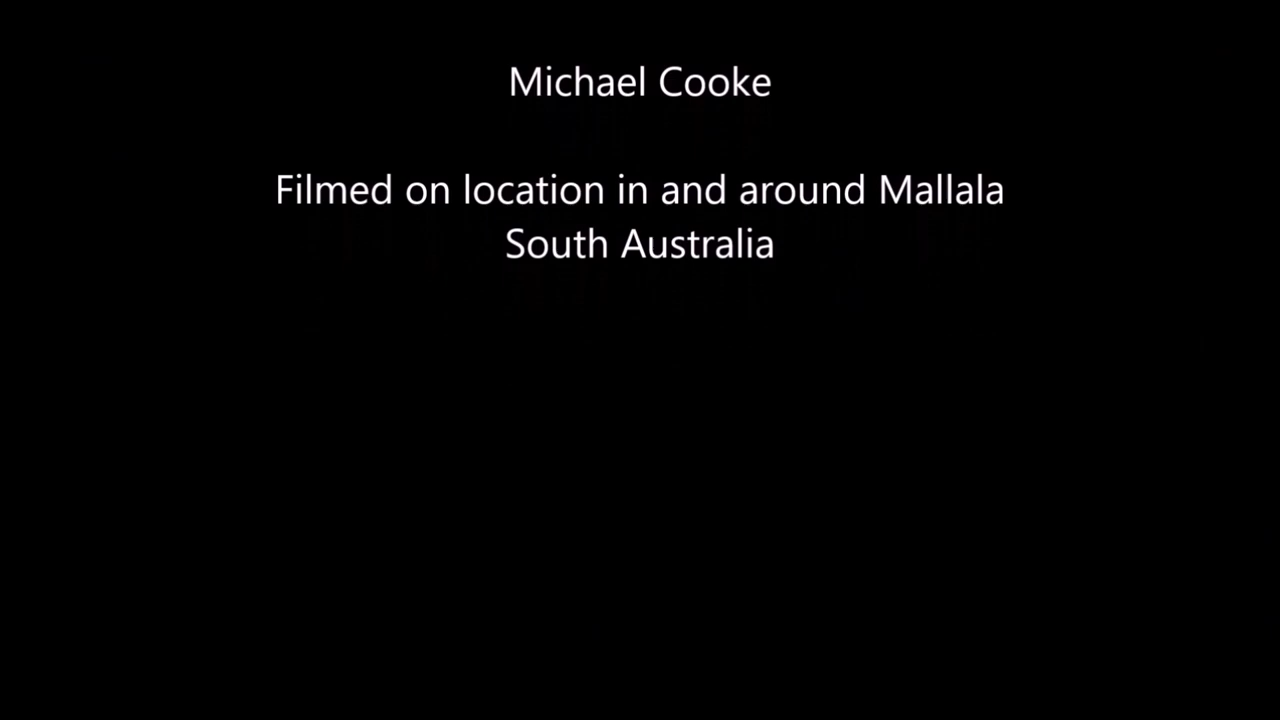 Michael Cooke
Filmed on location in and around Mallala
South Australia